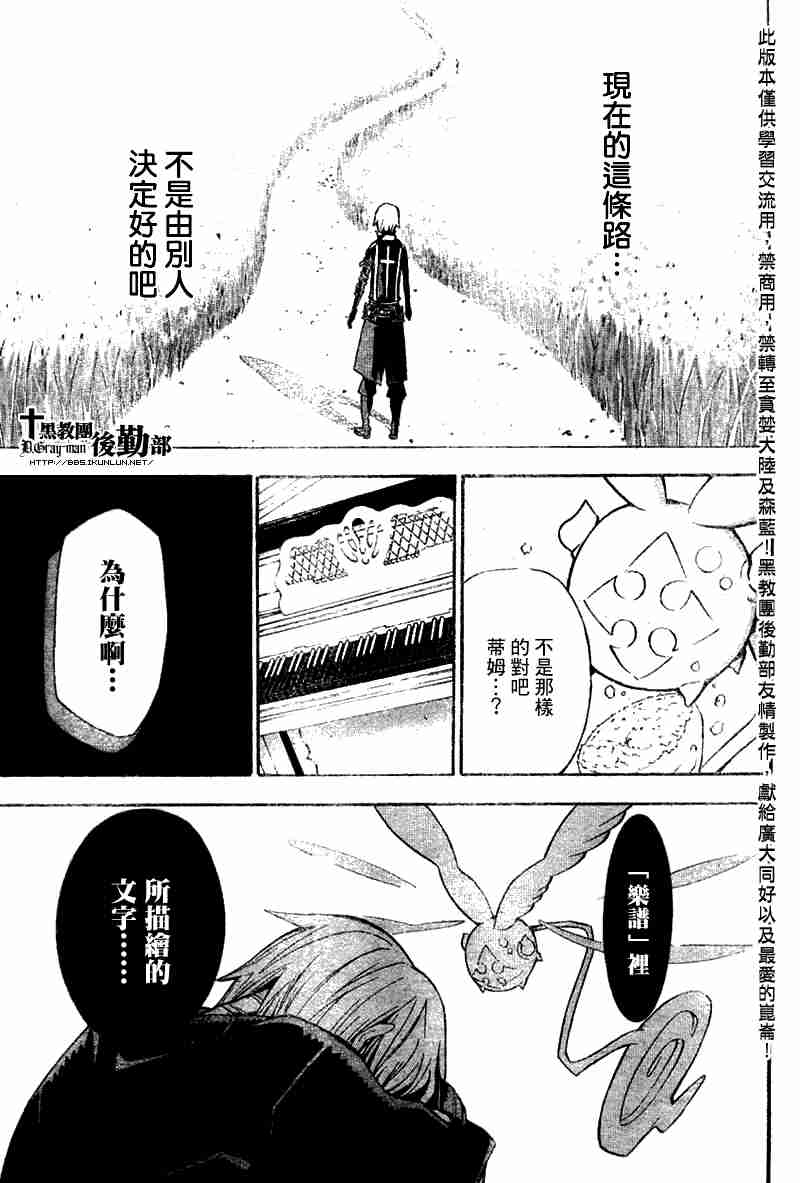 現在的這條路…
不是由別人
決定好的吧
黑教團
D.Gray-man
後勤部
HTTP://BBS.IKUNLUN.NET/
不是那樣
的對吧
蒂姆…?
為什麼啊…
「樂譜」裡
所描繪的
文字……
此版本僅供學習交流用，禁商用，禁轉至貪婪大陸及森藍！黑教團後勤部友情製作，獻給廣大同好以及最愛的崑崙！